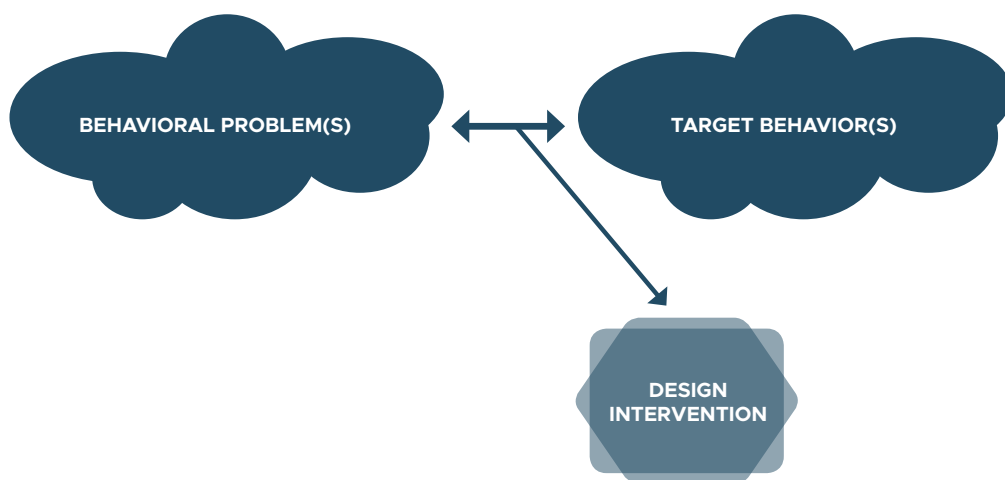 BEHAVIORAL PROBLEM(S)
TARGET BEHAVIOR(S)
DESIGN
INTERVENTION